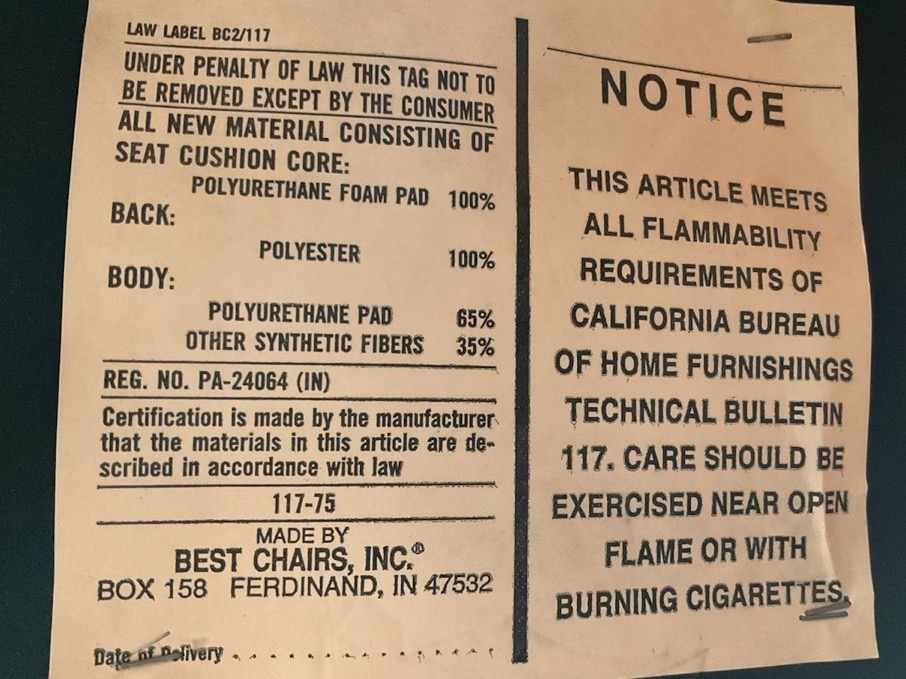 LAW LABEL BC2/117
UNDER PENALTY OF LAW THIS TAG NOT TO
BE REMOVED EXCEPT BY THE CONSUMER
ALL NEW MATERIAL CONSISTING OF
SEAT CUSHION CORE:
POLYURETHANE FOAM PAD 100%
BACK:
POLYESTER 100%
BODY:
POLYURETHANE PAD 65%
OTHER SYNTHETIC FIBERS 35%
REG. NO. PA-24064 (IN)
Certification is made by the manufacturer
that the materials in this article are de-
scribed in accordance with law
117-75
MADE BY
BEST CHAIRS, INC.®
BOX 158 FERDINAND, IN 47532
Date of Delivery . . . . . . . . . . . . . . . . . .
NOTICE
THIS ARTICLE MEETS
ALL FLAMMABILITY
REQUIREMENTS OF
CALIFORNIA BUREAU
OF HOME FURNISHINGS
TECHNICAL BULLETIN
117. CARE SHOULD BE
EXERCISED NEAR OPEN
FLAME OR WITH
BURNING CIGARETTES.